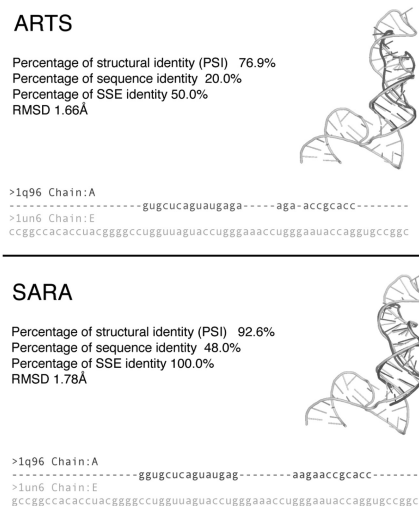 ARTS
Percentage of structural identity (PSI) 76.9%
Percentage of sequence identity 20.0%
Percentage of SSE identity 50.0%
RMSD 1.66Å
>1q96 Chain:A
-------------------gugcucaguaugaga-----aga-accgcacc--------
>1un6 Chain:E
ccggccacaccuacggggccugguuaguaccugggaaaccugggaauaccaggugccggc
SARA
Percentage of structural identity (PSI) 92.6%
Percentage of sequence identity 48.0%
Percentage of SSE identity 100.0%
RMSD 1.78Å
>1q96 Chain:A
------------------ggugcucaguaugag--------aagaaccgcacc-------
>1un6 Chain:E
gccggccacaccuacggggccugguuaguaccugggaaaccugggaauaccaggugccggc